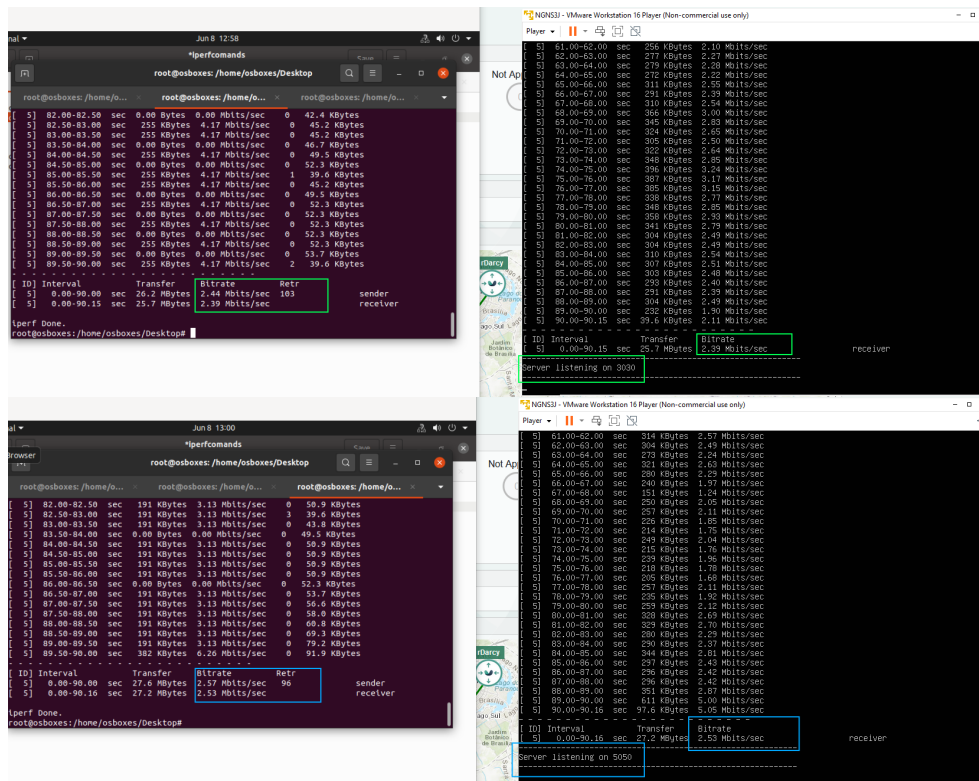 nal ▾
Jun 8 12:58
*iperfcomands
Save
root@osboxes: /home/osboxes/Desktop
root@osboxes: /home/o... ×
root@osboxes: /home/o... ×
root@osboxes: /home/o... ×
[ 5] 82.00-82.50 sec 0.00 Bytes 0.00 Mbits/sec 0 42.4 KBytes
[ 5] 82.50-83.00 sec 255 KBytes 4.17 Mbits/sec 0 45.2 KBytes
[ 5] 83.00-83.50 sec 255 KBytes 4.17 Mbits/sec 0 45.2 KBytes
[ 5] 83.50-84.00 sec 0.00 Bytes 0.00 Mbits/sec 0 46.7 KBytes
[ 5] 84.00-84.50 sec 255 KBytes 4.17 Mbits/sec 0 49.5 KBytes
[ 5] 84.50-85.00 sec 0.00 Bytes 0.00 Mbits/sec 0 52.3 KBytes
[ 5] 85.00-85.50 sec 255 KBytes 4.17 Mbits/sec 1 39.6 KBytes
[ 5] 85.50-86.00 sec 255 KBytes 4.17 Mbits/sec 0 45.2 KBytes
[ 5] 86.00-86.50 sec 0.00 Bytes 0.00 Mbits/sec 0 49.5 KBytes
[ 5] 86.50-87.00 sec 255 KBytes 4.17 Mbits/sec 0 52.3 KBytes
[ 5] 87.00-87.50 sec 0.00 Bytes 0.00 Mbits/sec 0 52.3 KBytes
[ 5] 87.50-88.00 sec 255 KBytes 4.17 Mbits/sec 0 52.3 KBytes
[ 5] 88.00-88.50 sec 0.00 Bytes 0.00 Mbits/sec 0 52.3 KBytes
[ 5] 88.50-89.00 sec 255 KBytes 4.17 Mbits/sec 0 52.3 KBytes
[ 5] 89.00-89.50 sec 0.00 Bytes 0.00 Mbits/sec 0 53.7 KBytes
[ 5] 89.50-90.00 sec 255 KBytes 4.17 Mbits/sec 2 39.6 KBytes
- - - - - - - - - - - - - - - - - - - - - - - - -
[ ID] Interval Transfer Bitrate Retr
[ 5] 0.00-90.00 sec 26.2 MBytes 2.44 Mbits/sec 103 sender
[ 5] 0.00-90.15 sec 25.7 MBytes 2.39 Mbits/sec receiver
iperf Done.
root@osboxes:/home/osboxes/Desktop#
NGNS3J - VMware Workstation 16 Player (Non-commercial use only)
Player ▾
Not Ap
[ 5] 61.00-62.00 sec 256 KBytes 2.10 Mbits/sec
[ 5] 62.00-63.00 sec 277 KBytes 2.27 Mbits/sec
[ 5] 63.00-64.00 sec 279 KBytes 2.28 Mbits/sec
[ 5] 64.00-65.00 sec 272 KBytes 2.22 Mbits/sec
[ 5] 65.00-66.00 sec 311 KBytes 2.55 Mbits/sec
[ 5] 66.00-67.00 sec 291 KBytes 2.39 Mbits/sec
[ 5] 67.00-68.00 sec 310 KBytes 2.54 Mbits/sec
[ 5] 68.00-69.00 sec 366 KBytes 3.00 Mbits/sec
[ 5] 69.00-70.00 sec 345 KBytes 2.83 Mbits/sec
[ 5] 70.00-71.00 sec 324 KBytes 2.65 Mbits/sec
[ 5] 71.00-72.00 sec 305 KBytes 2.50 Mbits/sec
[ 5] 72.00-73.00 sec 322 KBytes 2.64 Mbits/sec
[ 5] 73.00-74.00 sec 348 KBytes 2.85 Mbits/sec
[ 5] 74.00-75.00 sec 396 KBytes 3.24 Mbits/sec
[ 5] 75.00-76.00 sec 387 KBytes 3.17 Mbits/sec
[ 5] 76.00-77.00 sec 385 KBytes 3.15 Mbits/sec
[ 5] 77.00-78.00 sec 338 KBytes 2.77 Mbits/sec
[ 5] 78.00-79.00 sec 348 KBytes 2.85 Mbits/sec
[ 5] 79.00-80.00 sec 358 KBytes 2.93 Mbits/sec
[ 5] 80.00-81.00 sec 341 KBytes 2.79 Mbits/sec
[ 5] 81.00-82.00 sec 304 KBytes 2.49 Mbits/sec
[ 5] 82.00-83.00 sec 304 KBytes 2.49 Mbits/sec
[ 5] 83.00-84.00 sec 310 KBytes 2.54 Mbits/sec
[ 5] 84.00-85.00 sec 307 KBytes 2.51 Mbits/sec
[ 5] 85.00-86.00 sec 303 KBytes 2.48 Mbits/sec
[ 5] 86.00-87.00 sec 293 KBytes 2.40 Mbits/sec
[ 5] 87.00-88.00 sec 291 KBytes 2.39 Mbits/sec
[ 5] 88.00-89.00 sec 304 KBytes 2.49 Mbits/sec
[ 5] 89.00-90.00 sec 232 KBytes 1.90 Mbits/sec
[ 5] 90.00-90.15 sec 39.6 KBytes 2.11 Mbits/sec
[ ID] Interval Transfer Bitrate
[ 5] 0.00-90.15 sec 25.7 MBytes 2.39 Mbits/sec receiver
Server listening on 3030
rDarcy
Brasília
ago Sul
Jardim
Botânico
de Brasília
al ▾
Jun 8 13:00
Browser
*iperfcomands
Save
root@osboxes: /home/osboxes/Desktop
root@osboxes: /home/o... ×
root@osboxes: /home/o... ×
root@osboxes: /home/o... ×
[ 5] 82.00-82.50 sec 191 KBytes 3.13 Mbits/sec 0 50.9 KBytes
[ 5] 82.50-83.00 sec 191 KBytes 3.13 Mbits/sec 3 39.6 KBytes
[ 5] 83.00-83.50 sec 191 KBytes 3.13 Mbits/sec 0 43.8 KBytes
[ 5] 83.50-84.00 sec 0.00 Bytes 0.00 Mbits/sec 0 49.5 KBytes
[ 5] 84.00-84.50 sec 191 KBytes 3.13 Mbits/sec 0 50.9 KBytes
[ 5] 84.50-85.00 sec 191 KBytes 3.13 Mbits/sec 0 50.9 KBytes
[ 5] 85.00-85.50 sec 191 KBytes 3.13 Mbits/sec 0 50.9 KBytes
[ 5] 85.50-86.00 sec 191 KBytes 3.13 Mbits/sec 0 50.9 KBytes
[ 5] 86.00-86.50 sec 0.00 Bytes 0.00 Mbits/sec 0 52.3 KBytes
[ 5] 86.50-87.00 sec 191 KBytes 3.13 Mbits/sec 0 53.7 KBytes
[ 5] 87.00-87.50 sec 191 KBytes 3.13 Mbits/sec 0 56.6 KBytes
[ 5] 87.50-88.00 sec 191 KBytes 3.13 Mbits/sec 0 58.0 KBytes
[ 5] 88.00-88.50 sec 191 KBytes 3.13 Mbits/sec 0 60.8 KBytes
[ 5] 88.50-89.00 sec 191 KBytes 3.13 Mbits/sec 0 69.3 KBytes
[ 5] 89.00-89.50 sec 191 KBytes 3.13 Mbits/sec 0 79.2 KBytes
[ 5] 89.50-90.00 sec 382 KBytes 6.26 Mbits/sec 0 91.9 KBytes
- - - - - - - - - - - - - - - - - - - - - - - - -
[ ID] Interval Transfer Bitrate Retr
[ 5] 0.00-90.00 sec 27.6 MBytes 2.57 Mbits/sec 96 sender
[ 5] 0.00-90.16 sec 27.2 MBytes 2.53 Mbits/sec receiver
iperf Done.
root@osboxes:/home/osboxes/Desktop#
NGNS3J - VMware Workstation 16 Player (Non-commercial use only)
Player ▾
Not Ap
[ 5] 61.00-62.00 sec 314 KBytes 2.57 Mbits/sec
[ 5] 62.00-63.00 sec 304 KBytes 2.49 Mbits/sec
[ 5] 63.00-64.00 sec 273 KBytes 2.24 Mbits/sec
[ 5] 64.00-65.00 sec 321 KBytes 2.63 Mbits/sec
[ 5] 65.00-66.00 sec 280 KBytes 2.29 Mbits/sec
[ 5] 66.00-67.00 sec 240 KBytes 1.97 Mbits/sec
[ 5] 67.00-68.00 sec 151 KBytes 1.24 Mbits/sec
[ 5] 68.00-69.00 sec 250 KBytes 2.05 Mbits/sec
[ 5] 69.00-70.00 sec 257 KBytes 2.11 Mbits/sec
[ 5] 70.00-71.00 sec 226 KBytes 1.85 Mbits/sec
[ 5] 71.00-72.00 sec 214 KBytes 1.75 Mbits/sec
[ 5] 72.00-73.00 sec 249 KBytes 2.04 Mbits/sec
[ 5] 73.00-74.00 sec 215 KBytes 1.76 Mbits/sec
[ 5] 74.00-75.00 sec 239 KBytes 1.96 Mbits/sec
[ 5] 75.00-76.00 sec 218 KBytes 1.78 Mbits/sec
[ 5] 76.00-77.00 sec 205 KBytes 1.68 Mbits/sec
[ 5] 77.00-78.00 sec 257 KBytes 2.11 Mbits/sec
[ 5] 78.00-79.00 sec 235 KBytes 1.92 Mbits/sec
[ 5] 79.00-80.00 sec 259 KBytes 2.12 Mbits/sec
[ 5] 80.00-81.00 sec 328 KBytes 2.69 Mbits/sec
[ 5] 81.00-82.00 sec 329 KBytes 2.70 Mbits/sec
[ 5] 82.00-83.00 sec 280 KBytes 2.29 Mbits/sec
[ 5] 83.00-84.00 sec 290 KBytes 2.37 Mbits/sec
[ 5] 84.00-85.00 sec 344 KBytes 2.81 Mbits/sec
[ 5] 85.00-86.00 sec 297 KBytes 2.43 Mbits/sec
[ 5] 86.00-87.00 sec 296 KBytes 2.42 Mbits/sec
[ 5] 87.00-88.00 sec 296 KBytes 2.42 Mbits/sec
[ 5] 88.00-89.00 sec 351 KBytes 2.87 Mbits/sec
[ 5] 89.00-90.00 sec 611 KBytes 5.00 Mbits/sec
[ 5] 90.00-90.16 sec 97.6 KBytes 5.05 Mbits/sec
[ ID] Interval Transfer Bitrate
[ 5] 0.00-90.16 sec 27.2 MBytes 2.53 Mbits/sec receiver
Server listening on 5050
rDarcy
Brasília
ago Sul
Jardim
Botânico
de Brasília